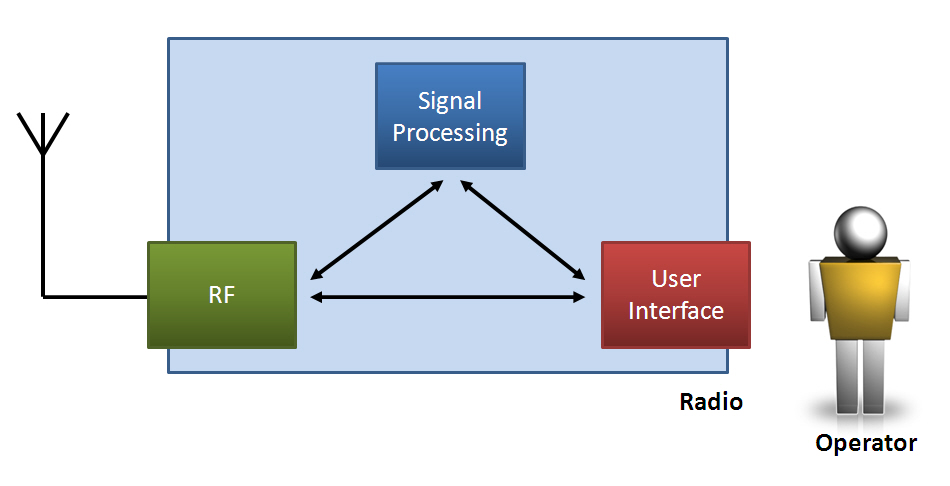 Signal
Processing
RF
User
Interface
Radio
Operator